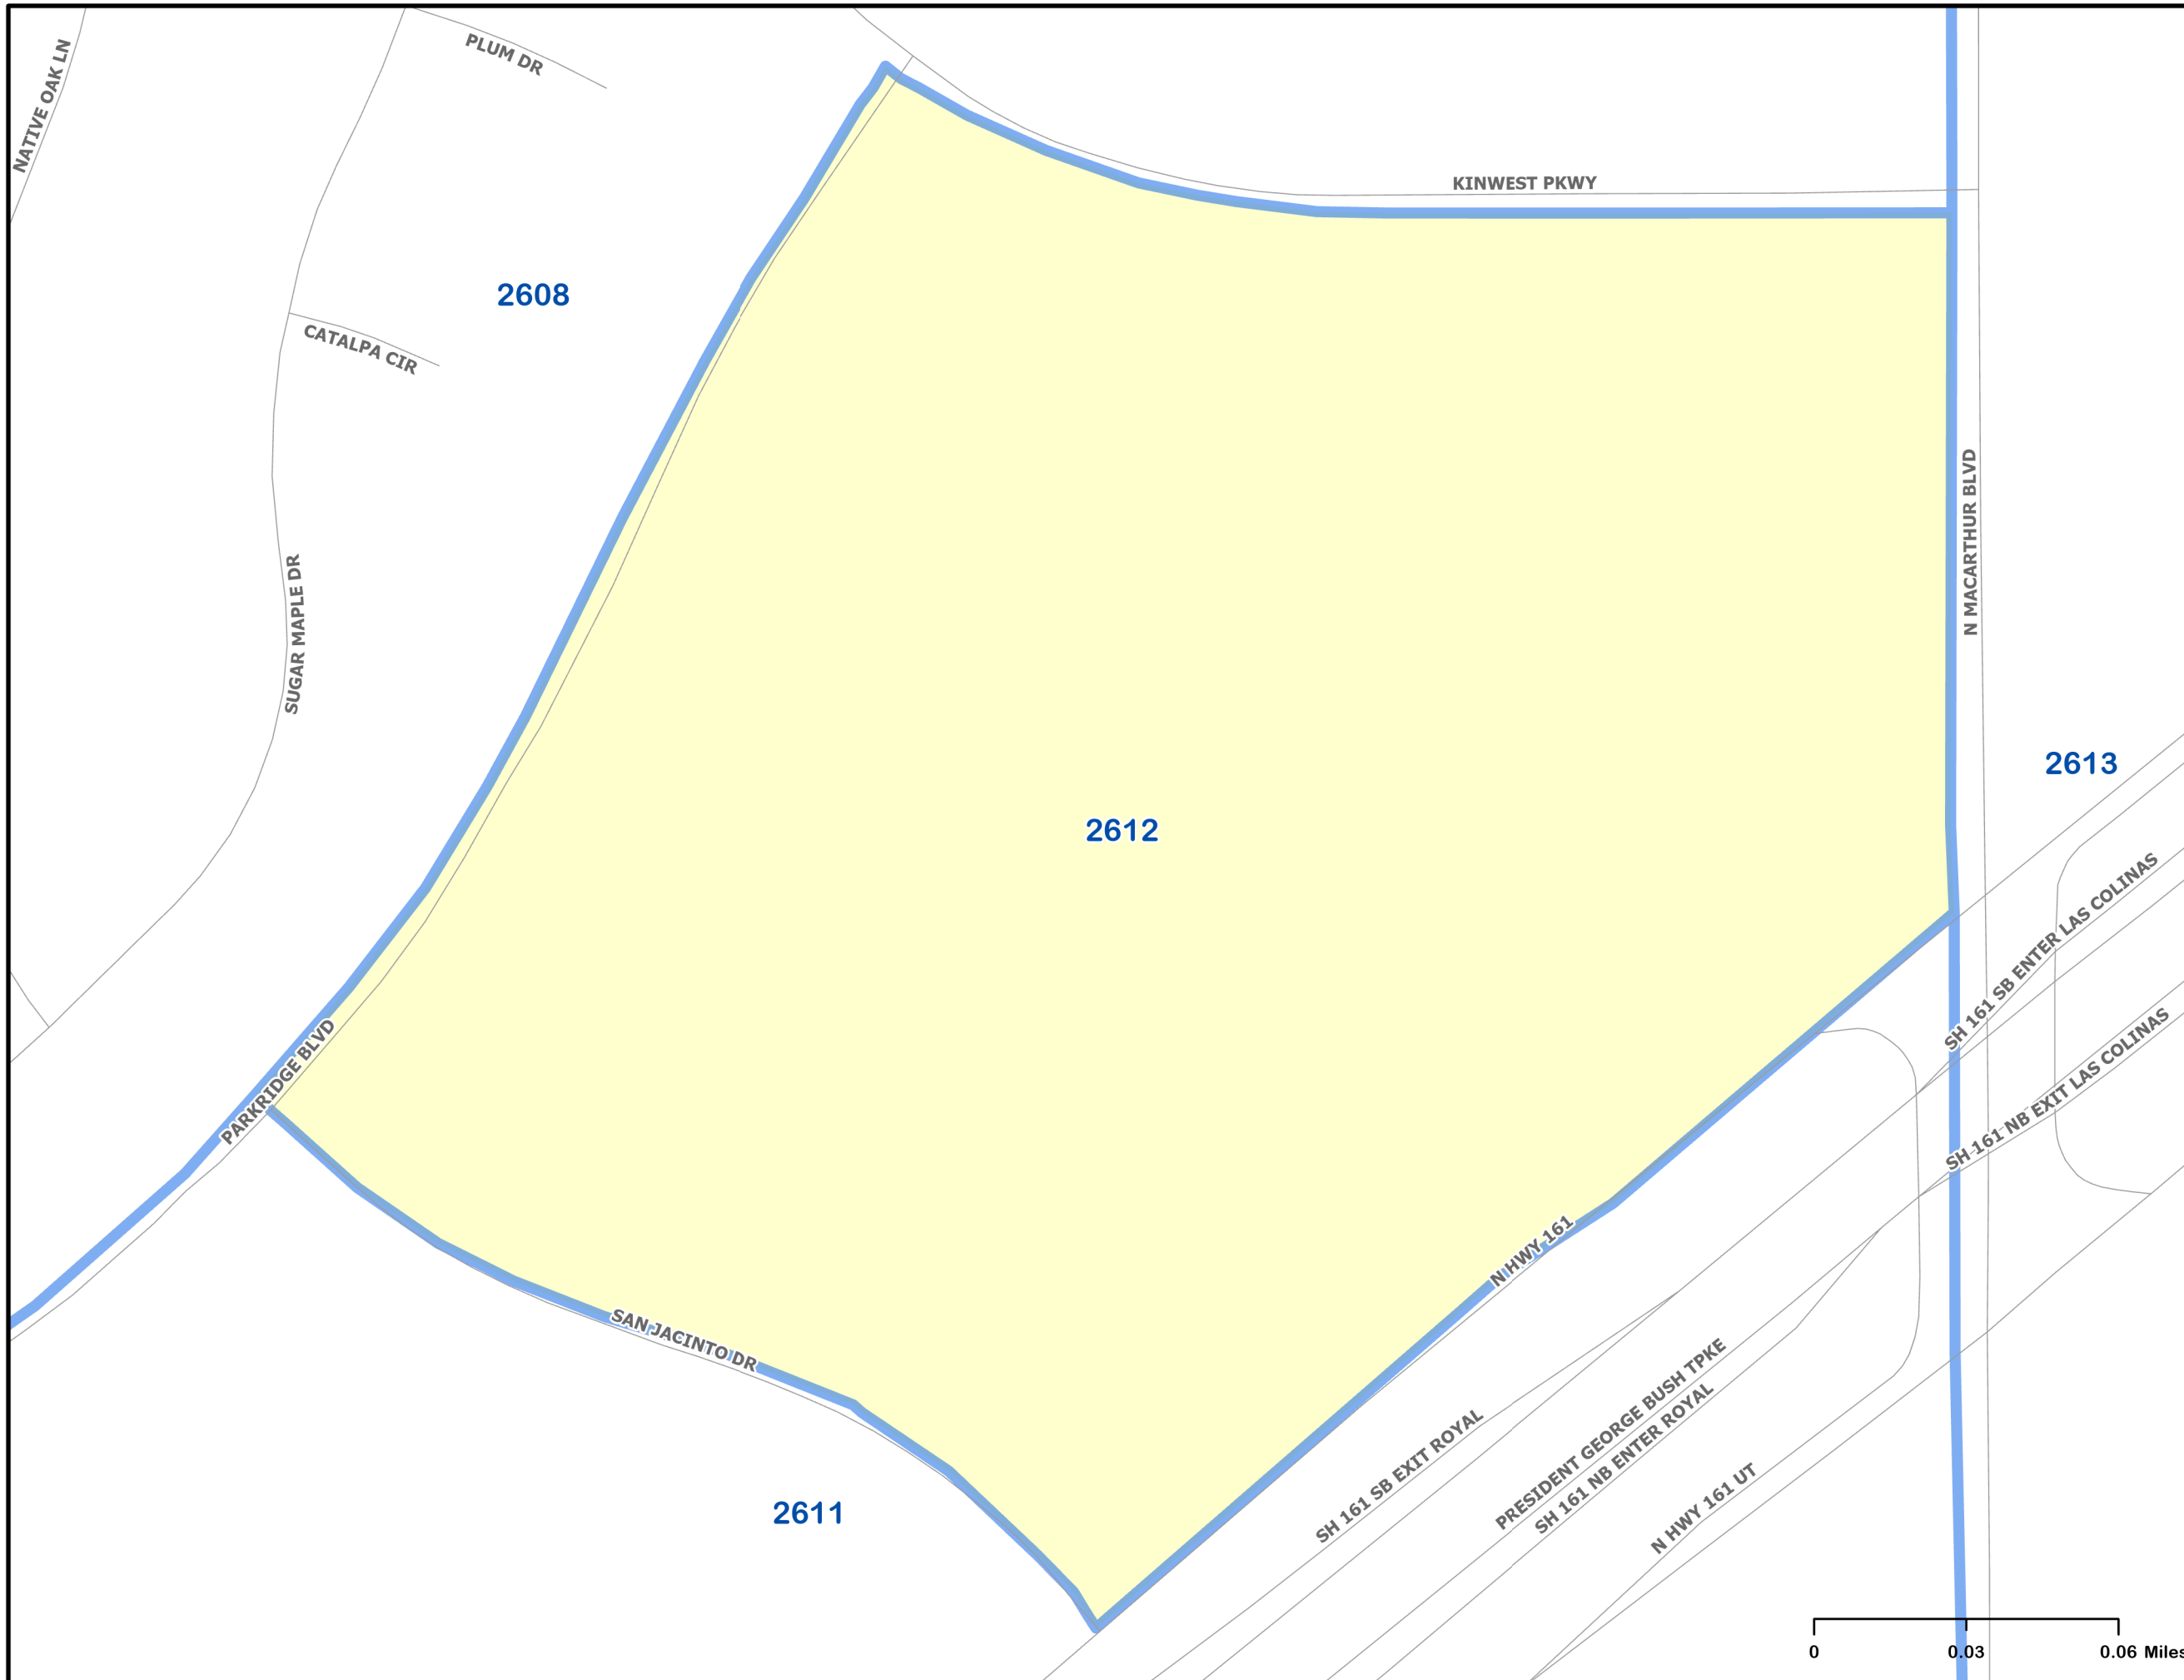 PLUM DR
NATIVE OAK LN
KINWEST PKWY
2608
CATALPA CIR
N MACARTHUR BLVD
SUGAR MAPLE DR
2613
2612
SH 161 SB ENTER LAS COLINAS
SH 161 NB EXIT LAS COLINAS
PARKRIDGE BLVD
N HWY 161
SAN JACINTO DR
PRESIDENT GEORGE BUSH TPKE
SH 161 SB EXIT ROYAL
SH 161 NB ENTER ROYAL
N HWY 161 UT
2611
0 0.03 0.06 Miles